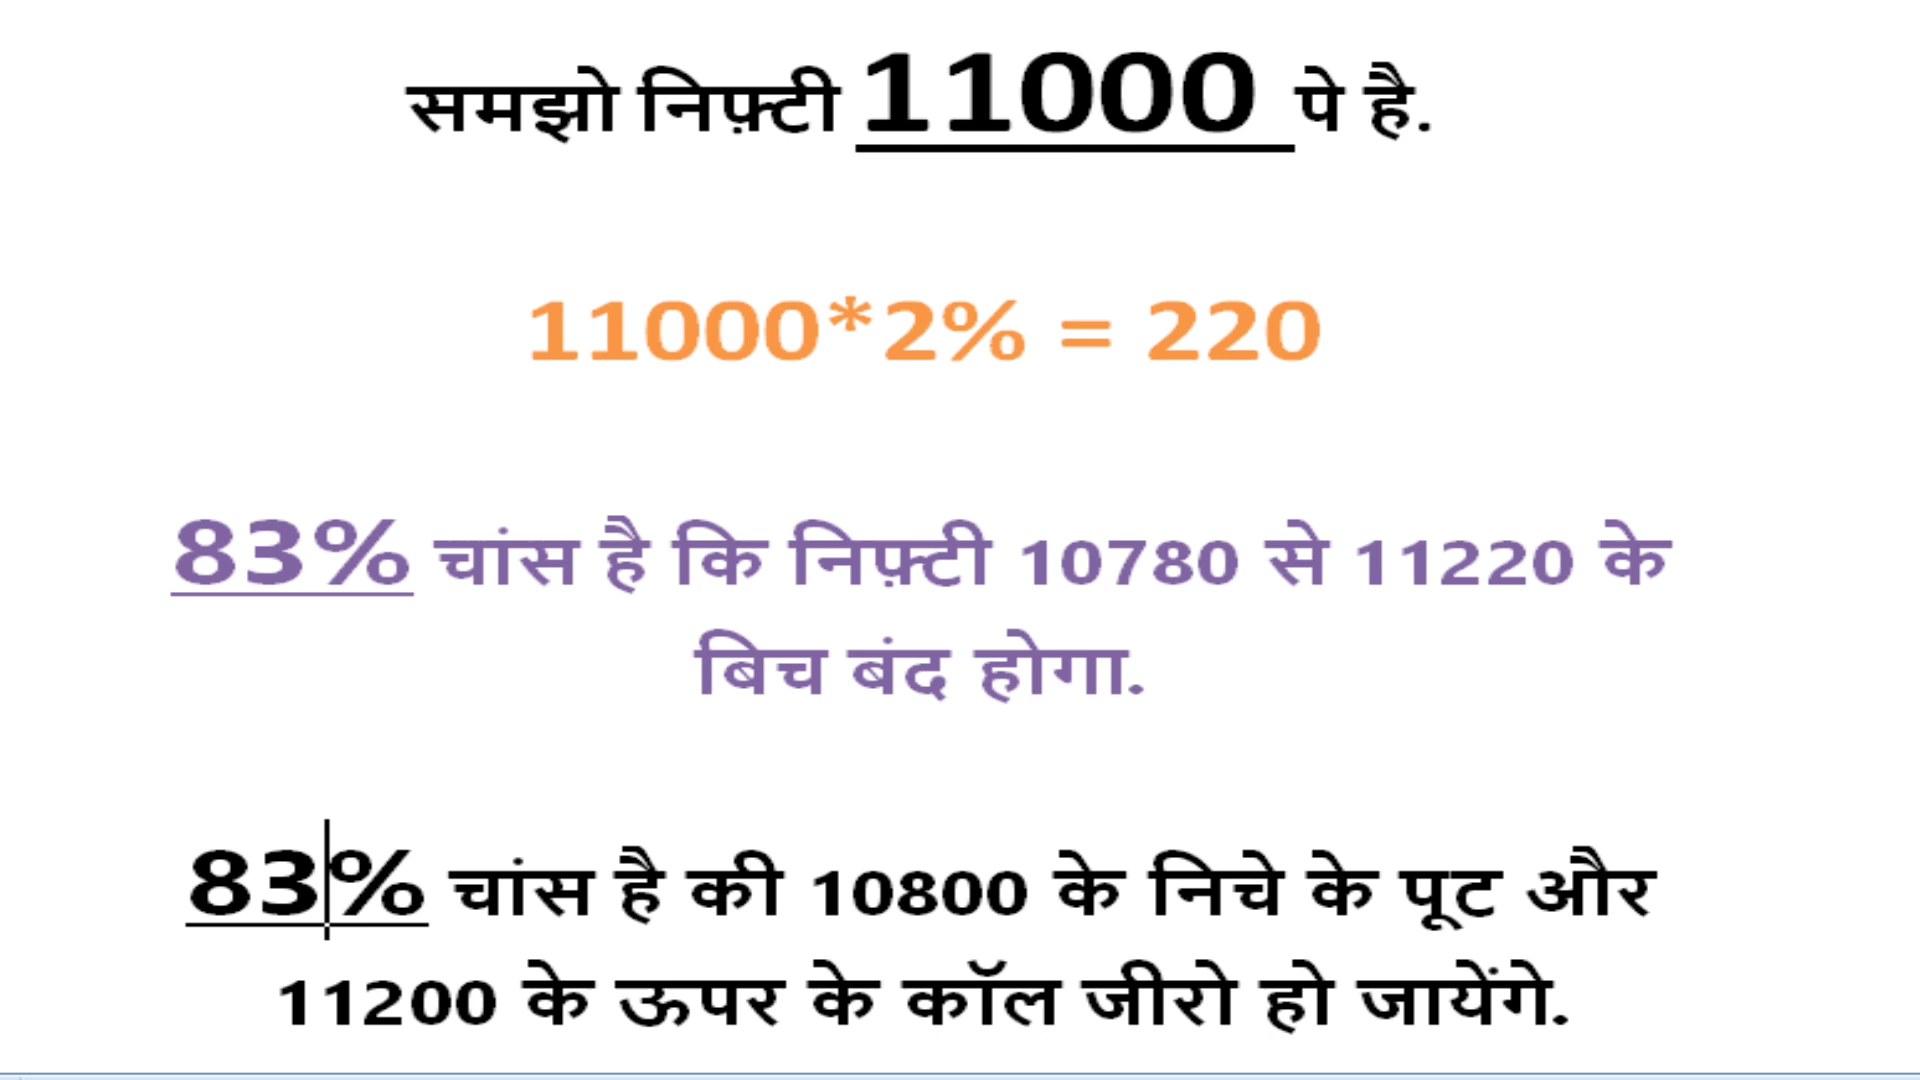 समझो निफ़्टी 11000 पे है.
11000*2% = 220
83% चांस है कि निफ़्टी 10780 से 11220 के
बिच बंद होगा.
83% चांस है की 10800 के निचे के पूट और
11200 के ऊपर के कॉल जीरो हो जायेंगे.